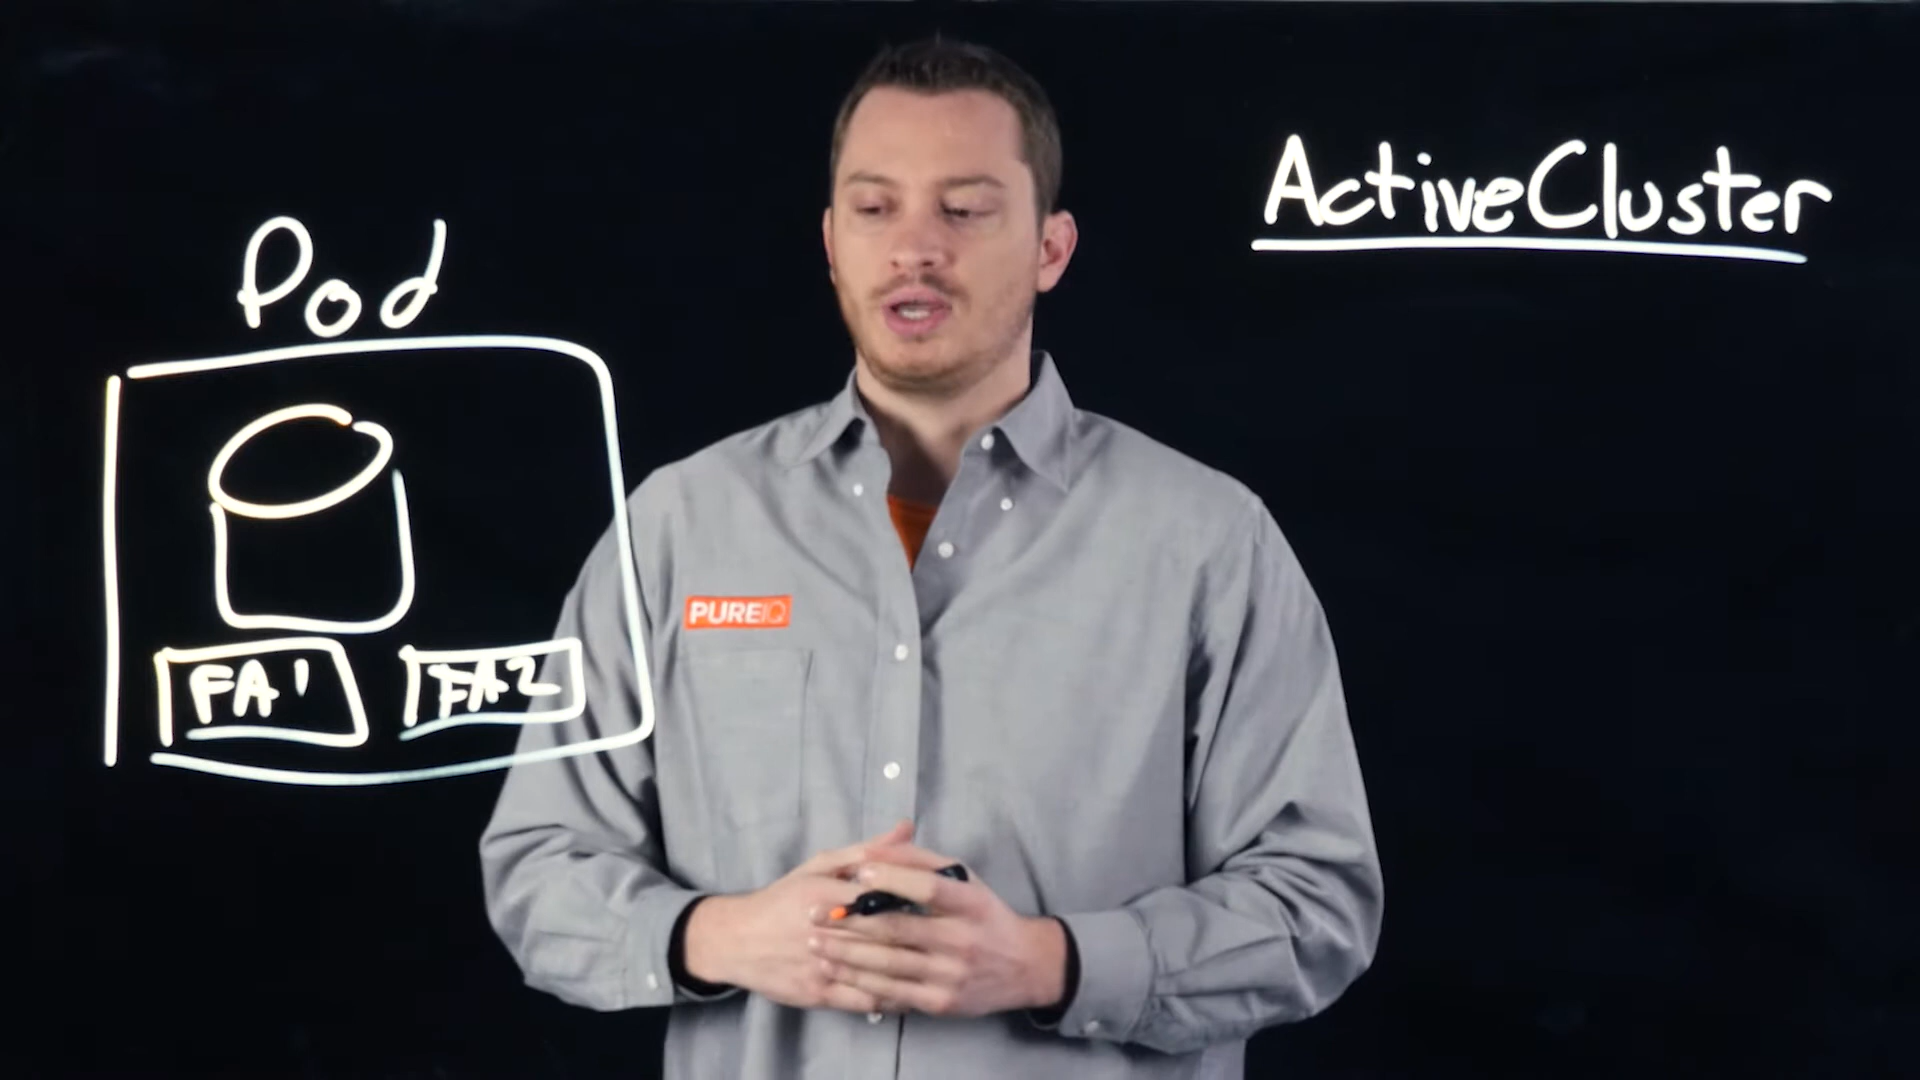 ActiveCluster
Pod
FA1
FA2
PUREIQ